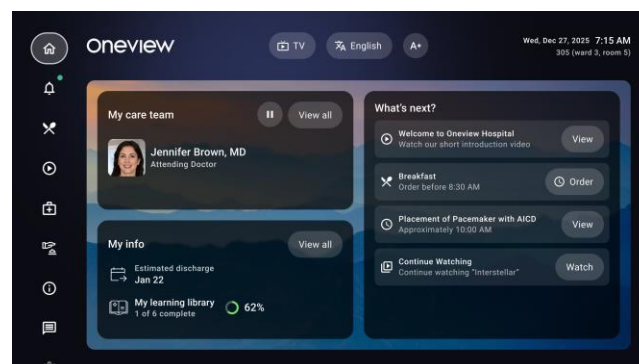 Oneview
TV
English
A+
Wed, Dec 27, 2025 7:15 AM
305 (ward 3, room 5)
My care team
View all
Jennifer Brown, MD
Attending Doctor
My info
View all
Estimated discharge
Jan 22
My learning library
1 of 6 complete
62%
What's next?
Welcome to Oneview Hospital
Watch our short introduction video
View
Breakfast
Order before 8:30 AM
Order
Placement of Pacemaker with AICD
Approximately 10:00 AM
View
Continue Watching
Continue watching "Interstellar"
Watch